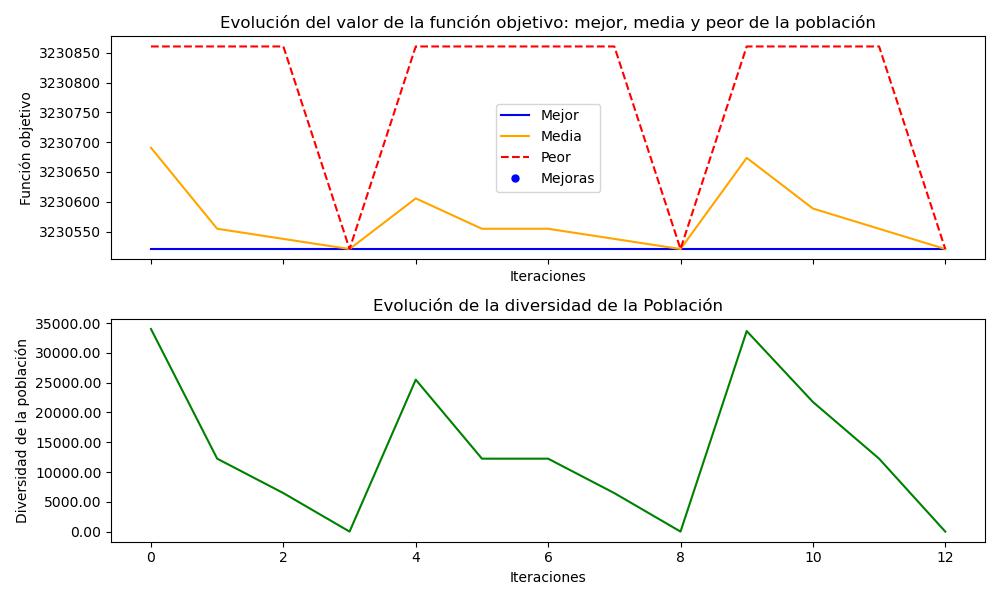 Evolución del valor de la función objetivo: mejor, media y peor de la población
3230850
3230800
3230750
3230700
3230650
3230600
3230550
Función objetivo
Mejor
Media
Peor
Mejoras
Iteraciones
Evolución de la diversidad de la Población
35000.00
30000.00
25000.00
20000.00
15000.00
10000.00
5000.00
0.00
Diversidad de la población
0 2 4 6 8 10 12
Iteraciones